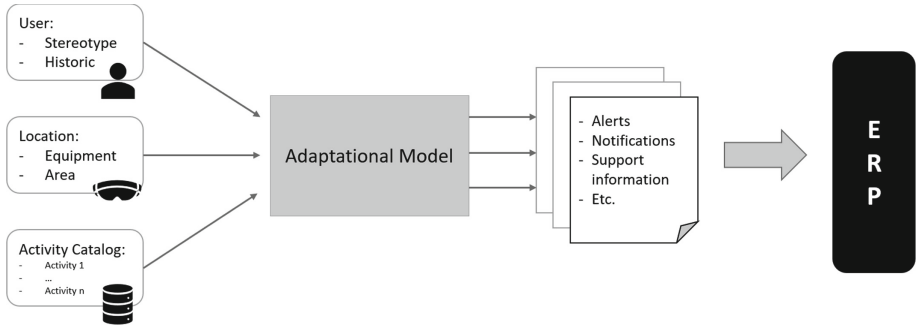 User:
- Stereotype
- Historic
Location:
- Equipment
- Area
Activity Catalog:
- Activity 1
- ...
- Activity n
Adaptational Model
- Alerts
- Notifications
- Support
information
- Etc.
E
R
P